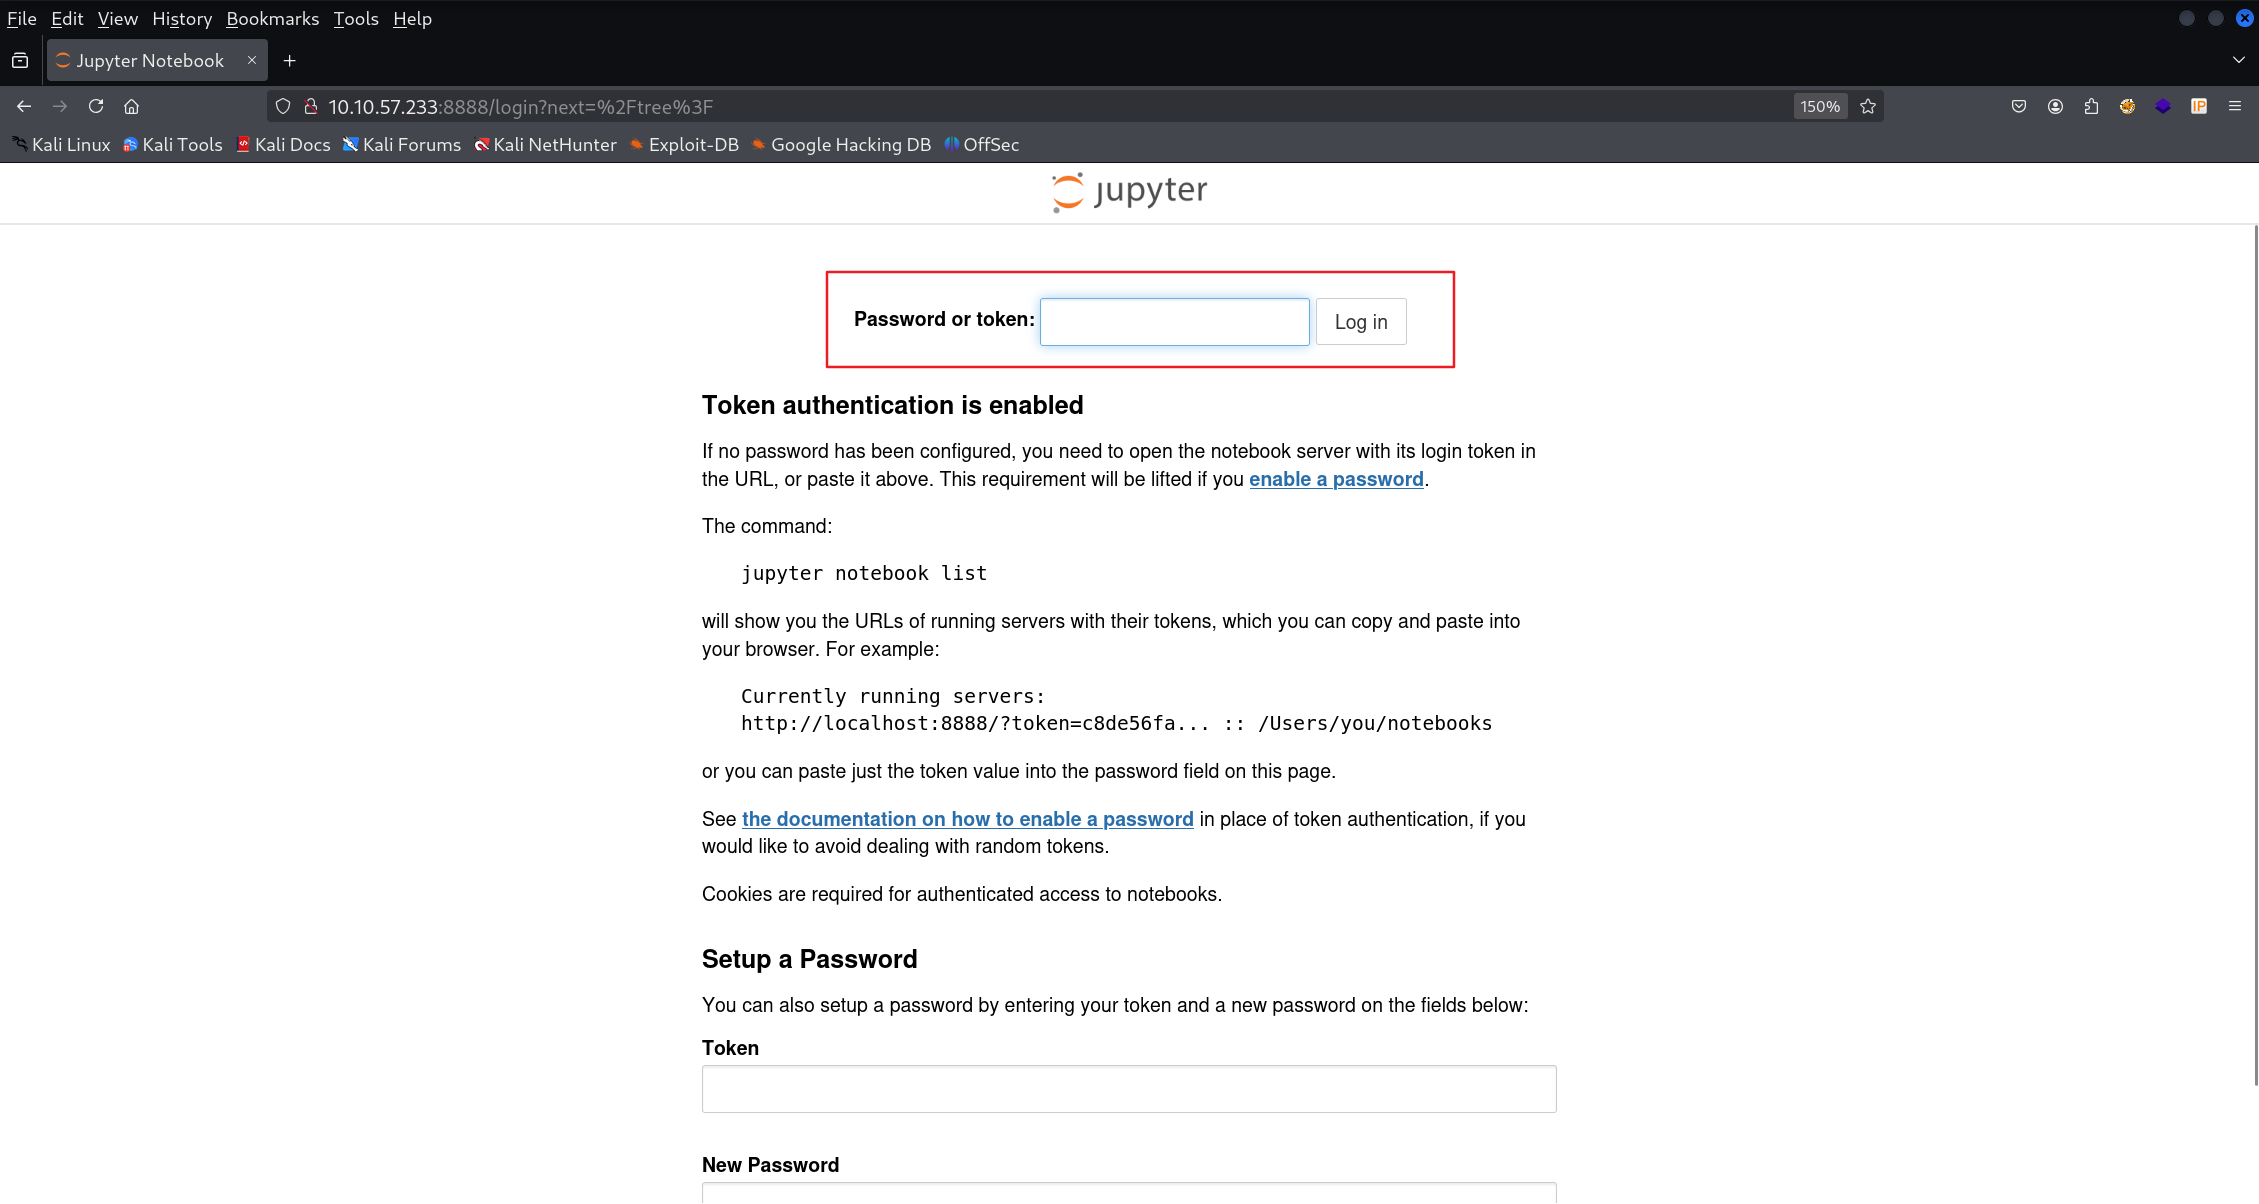 File Edit View History Bookmarks Tools Help
Jupyter Notebook
10.10.57.233:8888/login?next=%2Ftree%3F
150%
IP
Kali Linux Kali Tools Kali Docs Kali Forums Kali NetHunter Exploit-DB Google Hacking DB OffSec
jupyter
Password or token: Log in
Token authentication is enabled
If no password has been configured, you need to open the notebook server with its login token in
the URL, or paste it above. This requirement will be lifted if you enable a password.
The command:
jupyter notebook list
will show you the URLs of running servers with their tokens, which you can copy and paste into
your browser. For example:
Currently running servers:
http://localhost:8888/?token=c8de56fa... :: /Users/you/notebooks
or you can paste just the token value into the password field on this page.
See the documentation on how to enable a password in place of token authentication, if you
would like to avoid dealing with random tokens.
Cookies are required for authenticated access to notebooks.
Setup a Password
You can also setup a password by entering your token and a new password on the fields below:
Token
New Password